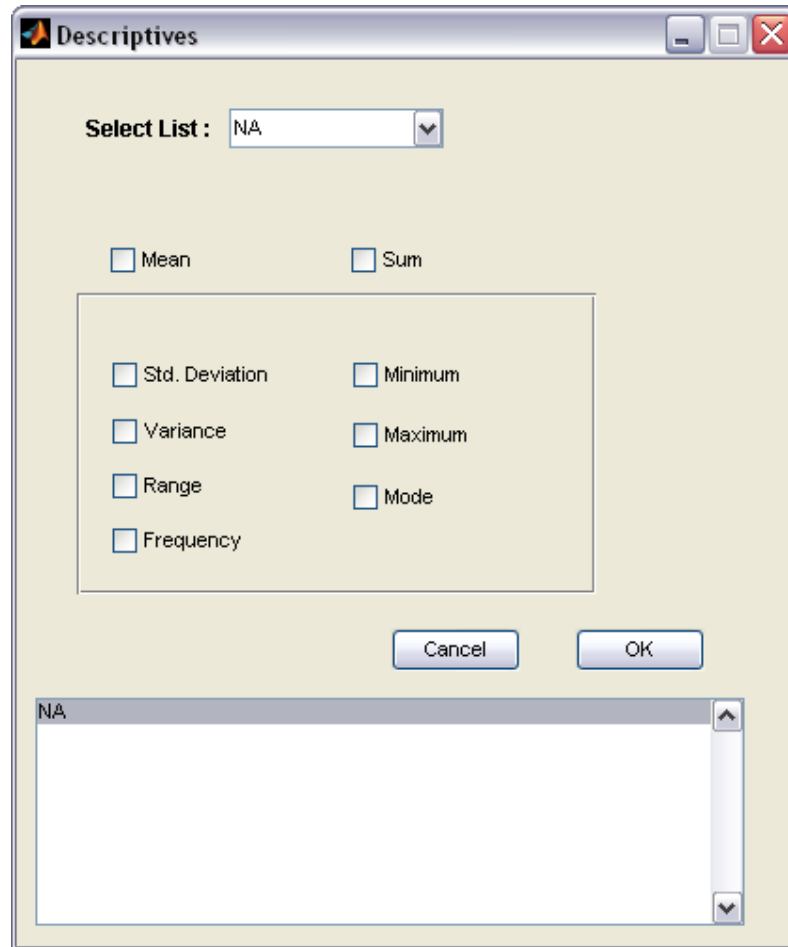 Descriptives
Select List : NA
Mean Sum
Std. Deviation Minimum
Variance Maximum
Range Mode
Frequency
Cancel OK
NA